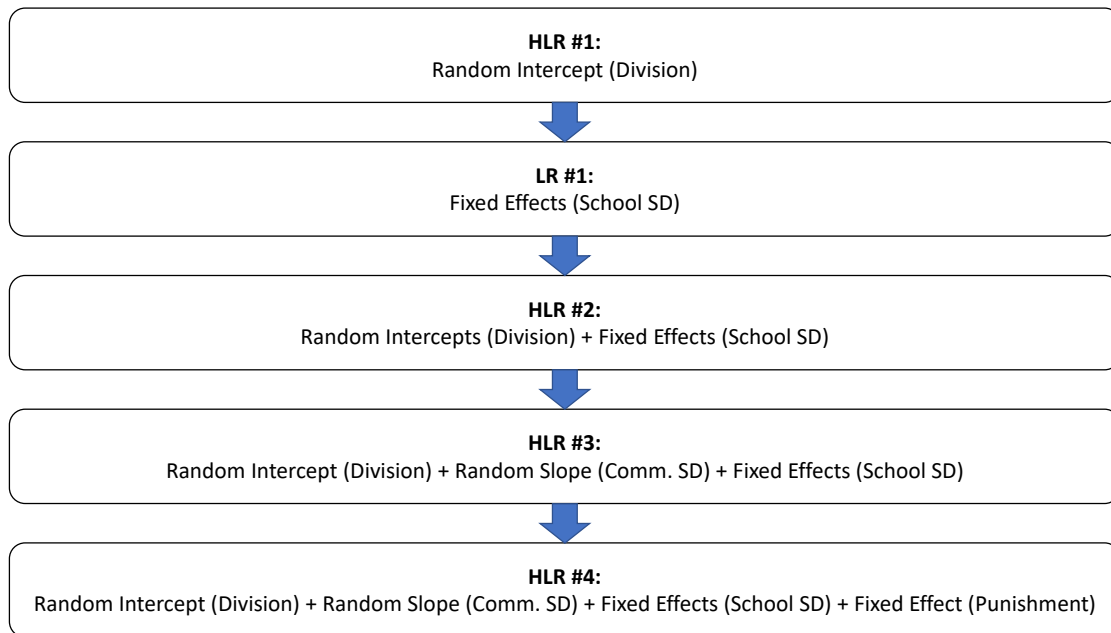 HLR #1:
Random Intercept (Division)
LR #1:
Fixed Effects (School SD)
HLR #2:
Random Intercepts (Division) + Fixed Effects (School SD)
HLR #3:
Random Intercept (Division) + Random Slope (Comm. SD) + Fixed Effects (School SD)
HLR #4:
Random Intercept (Division) + Random Slope (Comm. SD) + Fixed Effects (School SD) + Fixed Effect (Punishment)